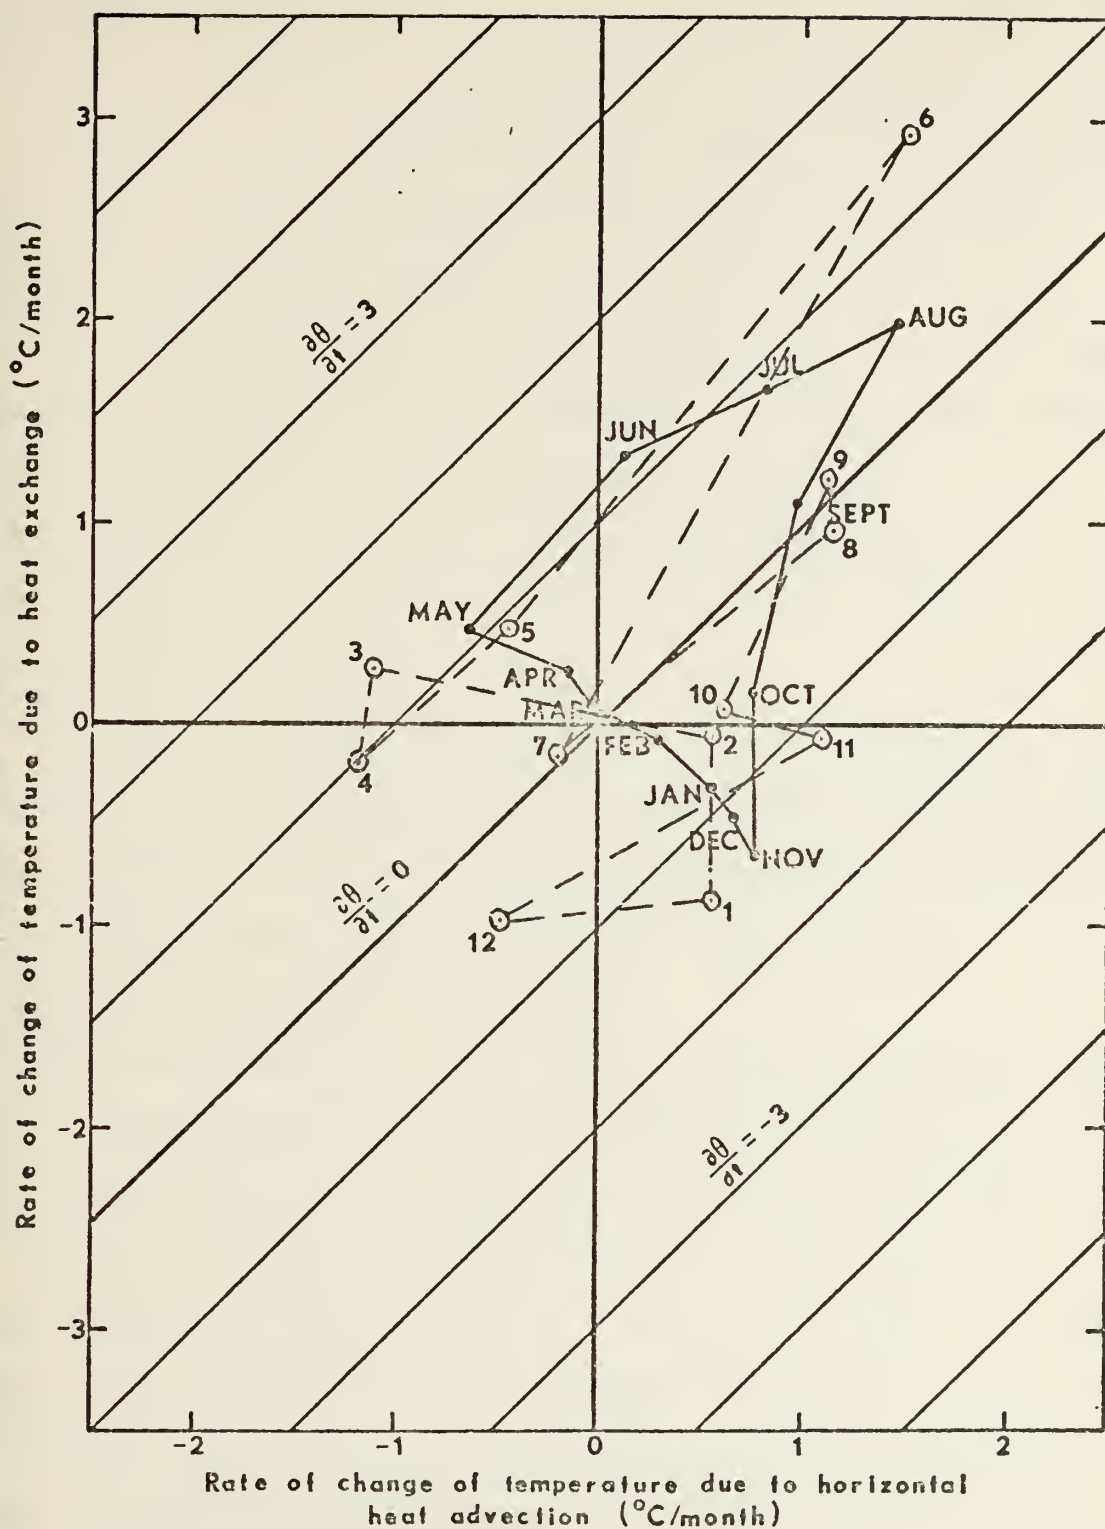 3
2
1
0
-1
-2
-3
-2
-1
0
1
2
Rate of change of temperature due to heat exchange (°C/month)
Rate of change of temperature due to horizontal
heat advection (°C/month)
∂θ/∂t = 3
∂θ/∂t = 0
∂θ/∂t = -3
6
AUG
JUL
JUN
9
SEPT
8
MAY
5
3
APR
MAR
10
OCT
7
FEB
2
11
4
JAN
DEC
NOV
12
1